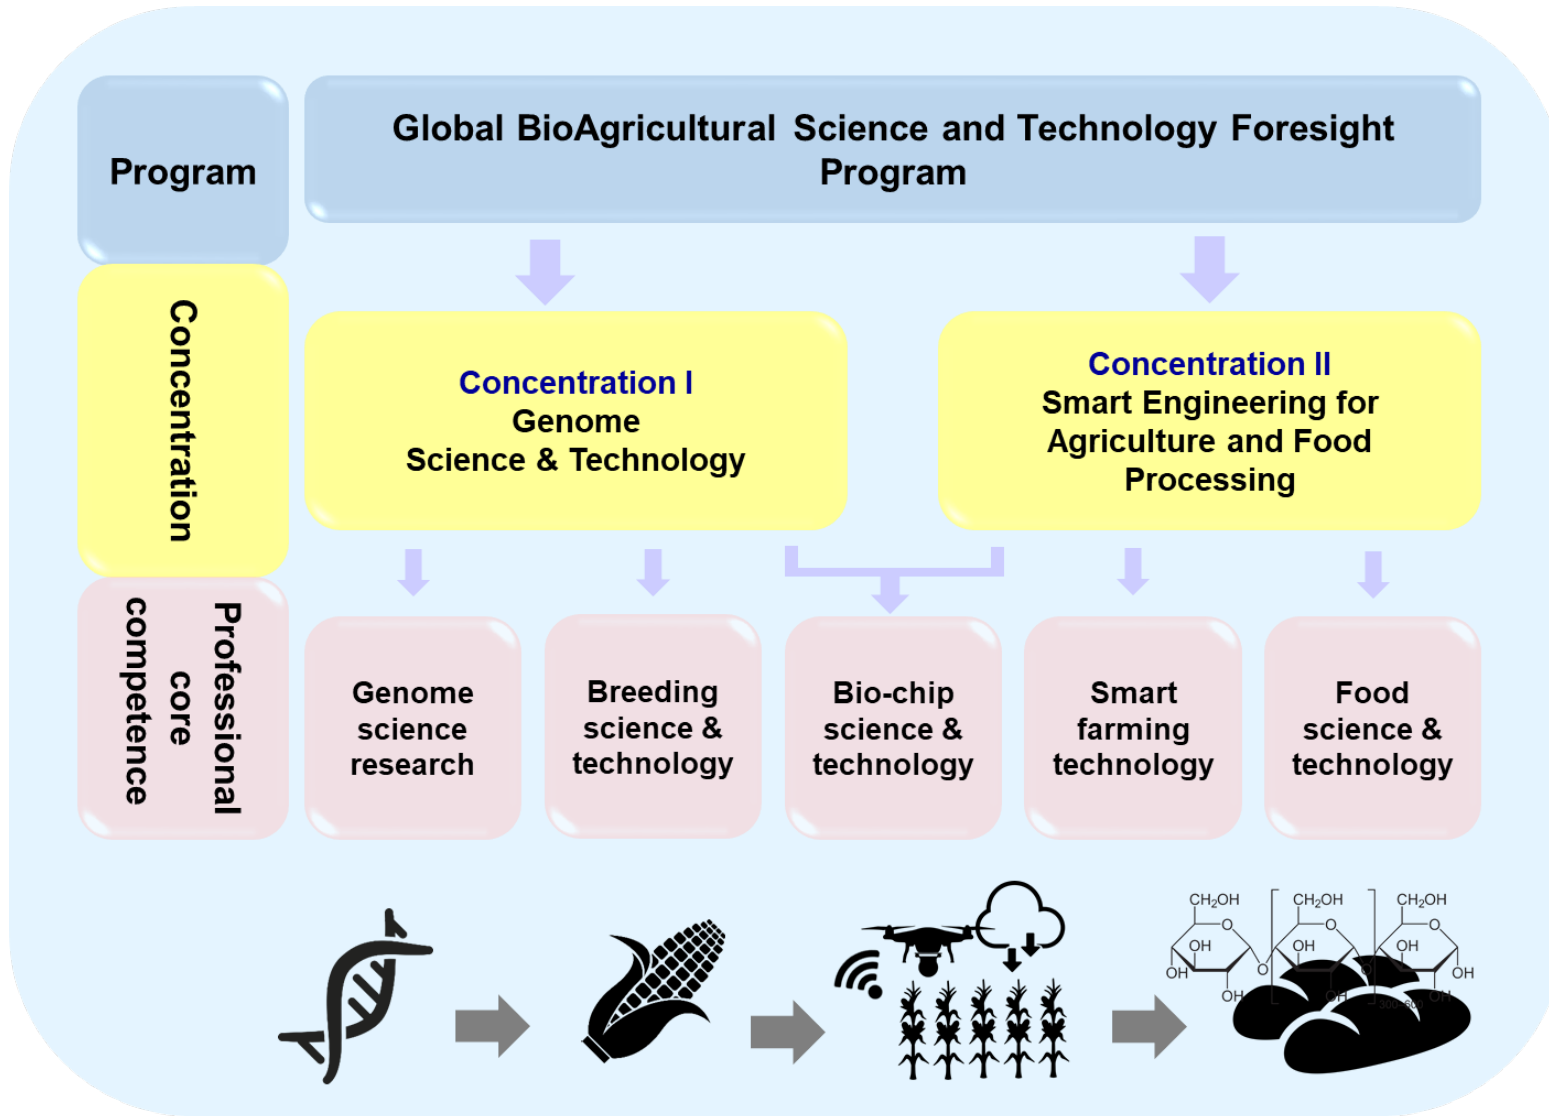 Program
Global BioAgricultural Science and Technology Foresight
Program
Concentration
Concentration I
Genome
Science & Technology
Concentration II
Smart Engineering for
Agriculture and Food
Processing
Professional
core
competence
Genome
science
research
Breeding
science &
technology
Bio-chip
science &
technology
Smart
farming
technology
Food
science &
technology
CH₂OH
CH₂OH
CH₂OH
O
O
O
OH
OH
OH
OH
O
O
OH
OH
OH
OH
300-600